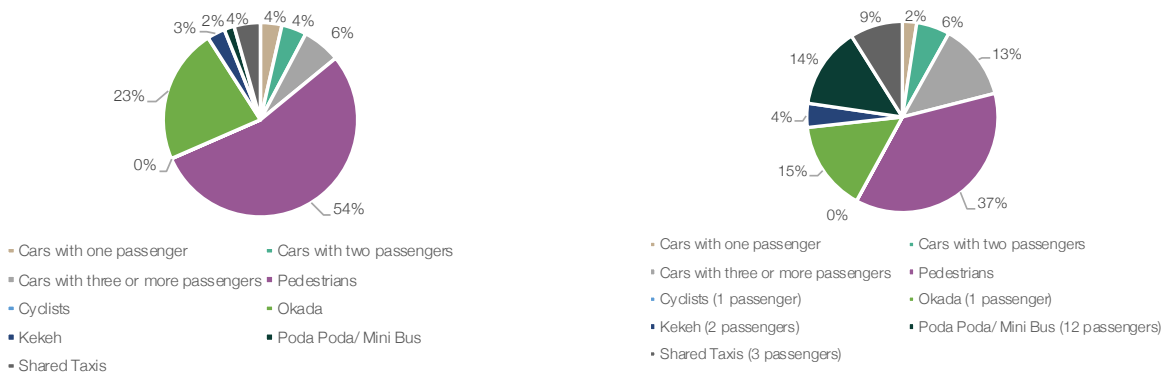 3% 2% 4% 4% 4%
6%
23%
0%
54%
Cars with one passenger Cars with two passengers
Cars with three or more passengers Pedestrians
Cyclists Okada
Kekeh Poda Poda/ Mini Bus
Shared Taxis
9% 2% 6%
14% 13%
4%
15%
0% 37%
Cars with one passenger Cars with two passengers
Cars with three or more passengers Pedestrians
Cyclists (1 passenger) Okada (1 passenger)
Kekeh (2 passengers) Poda Poda/ Mini Bus (12 passengers)
Shared Taxis (3 passengers)